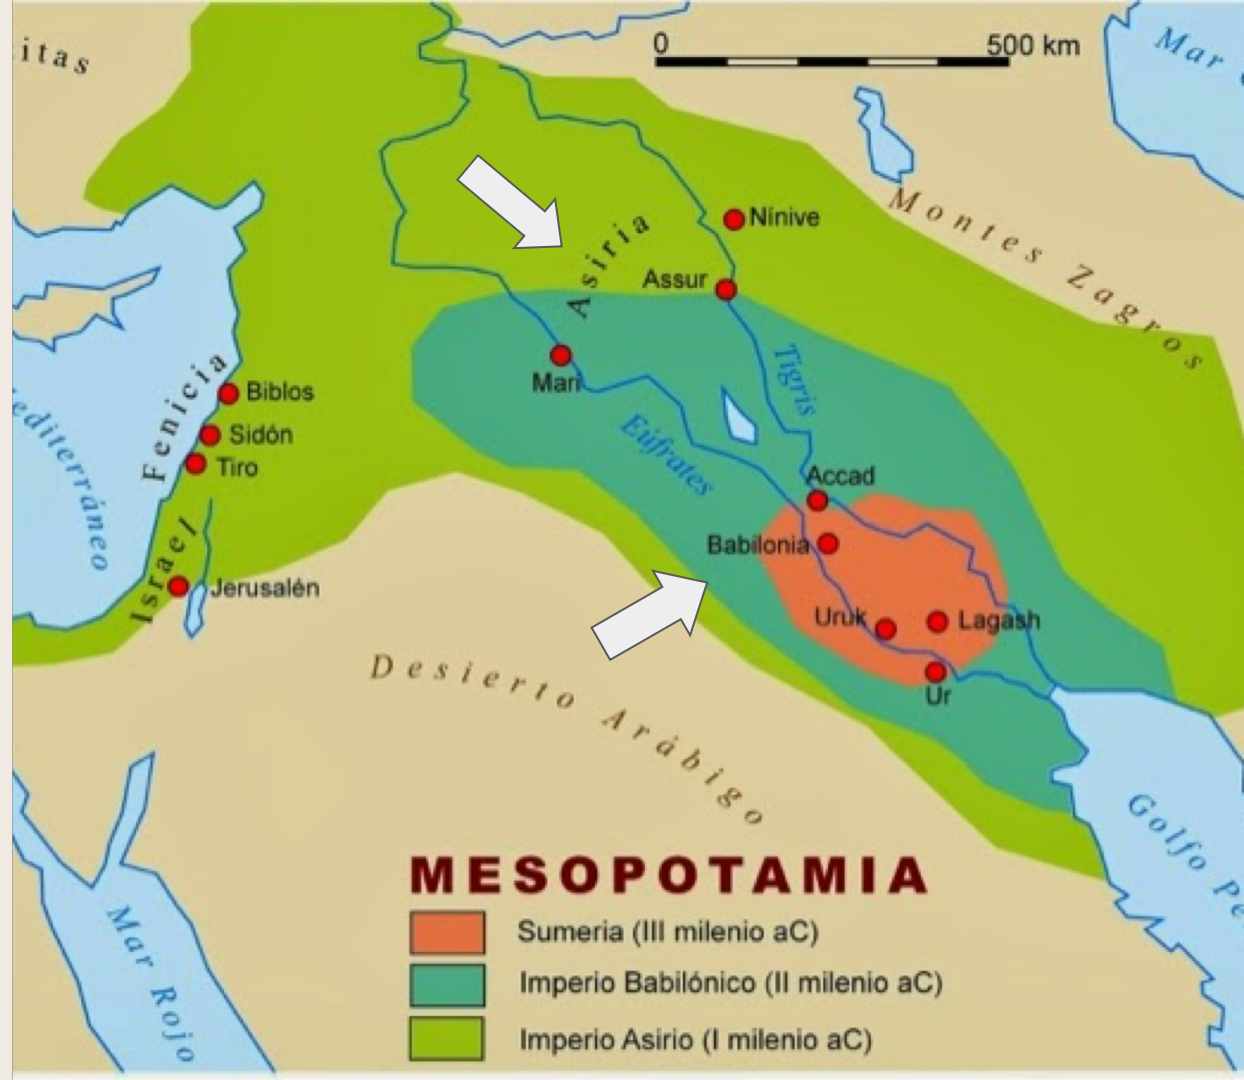 itas
0
500 km
Mar
Montes Zagros
Nínive
Asiria
Assur
Tigris
Mari
Eúfrates
Fenicia
Biblos
Sidón
Tiro
editerráneo
Accad
Babilonia
Israel
Jerusalén
Uruk
Lagash
Ur
Desierto Arábigo
Golfo Pe
Mar Rojo
MESOPOTAMIA
Sumeria (III milenio aC)
Imperio Babilónico (II milenio aC)
Imperio Asirio (I milenio aC)